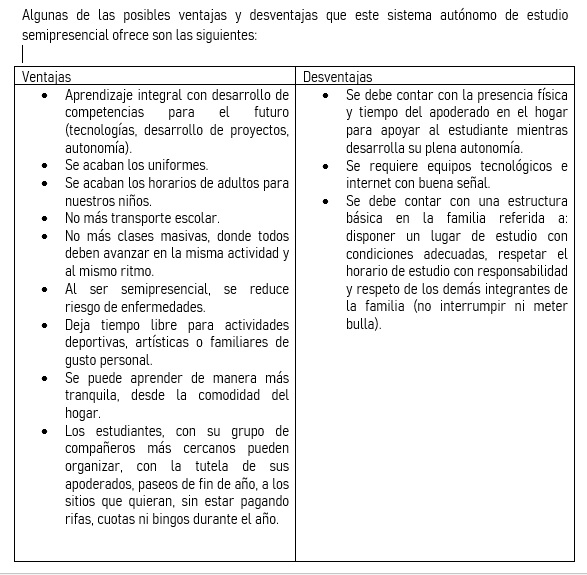 Algunas de las posibles ventajas y desventajas que este sistema autónomo de estudio
semipresencial ofrece son las siguientes:
Ventajas
• Aprendizaje integral con desarrollo de
competencias para el futuro
(tecnologías, desarrollo de proyectos,
autonomía).
• Se acaban los uniformes.
• Se acaban los horarios de adultos para
nuestros niños.
• No más transporte escolar.
• No más clases masivas, donde todos
deben avanzar en la misma actividad y
al mismo ritmo.
• Al ser semipresencial, se reduce
riesgo de enfermedades.
• Deja tiempo libre para actividades
deportivas, artísticas o familiares de
gusto personal.
• Se puede aprender de manera más
tranquila, desde la comodidad del
hogar.
• Los estudiantes, con su grupo de
compañeros más cercanos pueden
organizar, con la tutela de sus
apoderados, paseos de fin de año, a los
sitios que quieran, sin estar pagando
rifas, cuotas ni bingos durante el año.
Desventajas
• Se debe contar con la presencia física
y tiempo del apoderado en el hogar
para apoyar al estudiante mientras
desarrolla su plena autonomía.
• Se requiere equipos tecnológicos e
internet con buena señal.
• Se debe contar con una estructura
básica en la familia referida a:
disponer un lugar de estudio con
condiciones adecuadas, respetar el
horario de estudio con responsabilidad
y respeto de los demás integrantes de
la familia (no interrumpir ni meter
bulla).